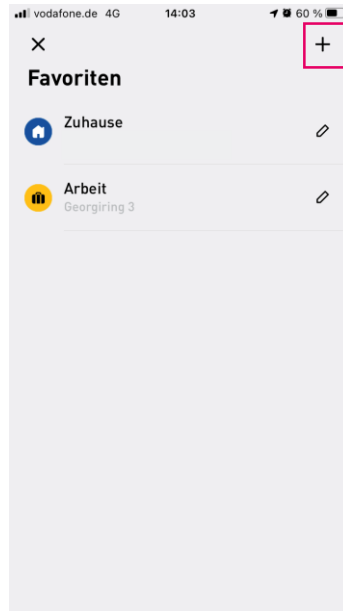 vodafone.de 4G 14:03 60 %
Favoriten
Zuhause
Arbeit
Georgiring 3